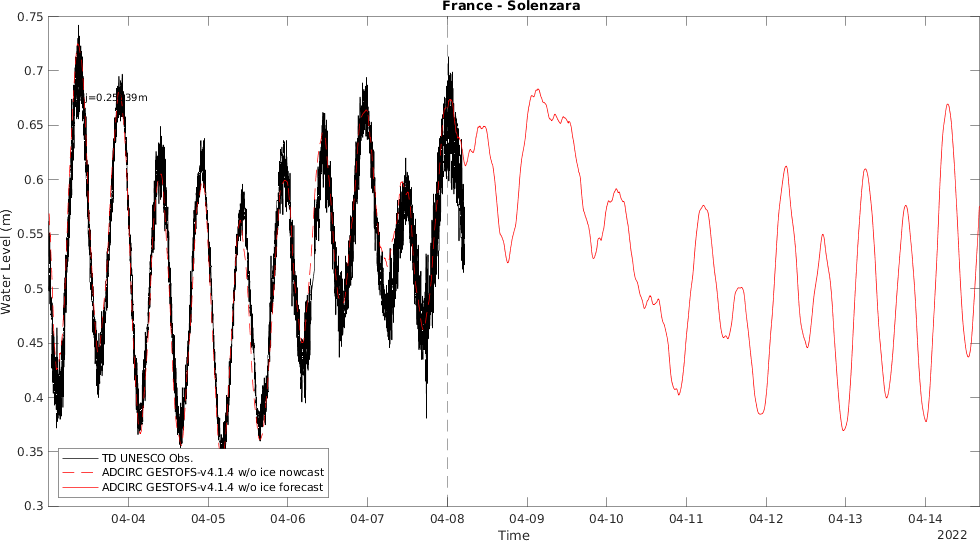 France - Solenzara
0.75
0.7
0.65
0.6
0.55
0.5
0.45
0.4
0.35
0.3
Water Level (m)
TD UNESCO Obs.
ADCIRC GESTOFS-v4.1.4 w/o ice nowcast
ADCIRC GESTOFS-v4.1.4 w/o ice forecast
04-04 04-05 04-06 04-07 04-08 04-09 04-10 04-11 04-12 04-13 04-14
Time
2022